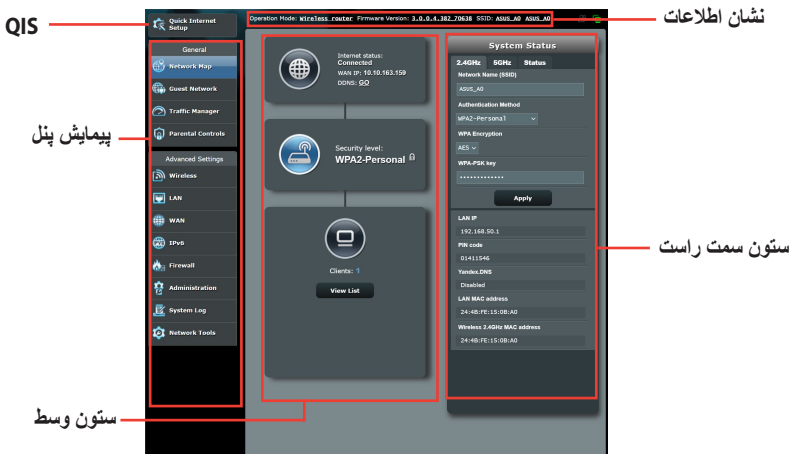 QIS
Quick Internet
Setup
General
Network Map
Guest Network
Traffic Manager
Parental Controls
Advanced Settings
Wireless
LAN
WAN
IPv6
Firewall
Administration
System Log
Network Tools
پیمایش پنل
Operation Mode: Wireless router Firmware Version: 3.0.0.4.382_70638 SSID: ASUS_A0 ASUS_A0
نشان اطلاعات
Internet status:
Connected
WAN IP: 10.10.163.159
DDNS: GO
Security level:
WPA2-Personal
Clients: 1
View List
ستون وسط
System Status
2.4GHz 5GHz Status
Network Name (SSID)
ASUS_A0
Authentication Method
WPA2-Personal
WPA Encryption
AES
WPA-PSK key
•••••••••••••
Apply
LAN IP
192.168.50.1
PIN code
01411546
Yandex.DNS
Disabled
LAN MAC address
24:4B:FE:15:0B:A0
Wireless 2.4GHz MAC address
24:4B:FE:15:0B:A0
ستون سمت راست